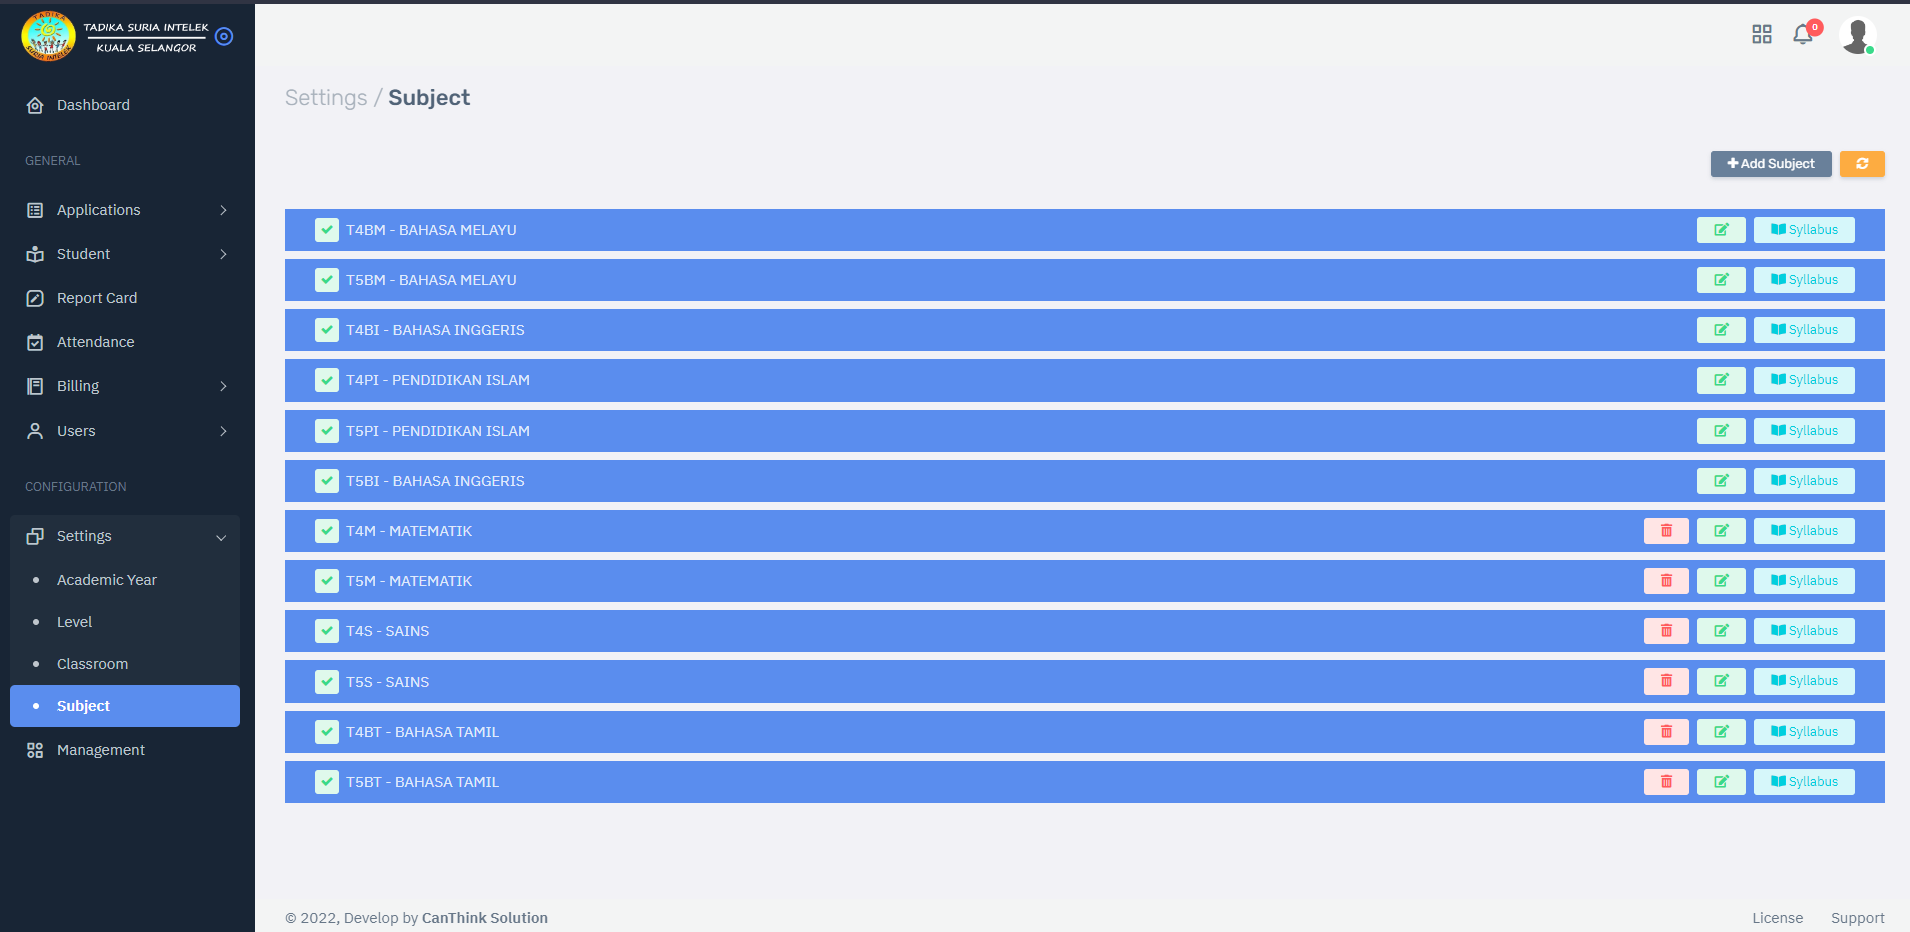 TADIKA
SURIA INTELEK
TADIKA SURIA INTELEK
KUALA SELANGOR
0
Dashboard
GENERAL
Applications
Student
Report Card
Attendance
Billing
Users
CONFIGURATION
Settings
Academic Year
Level
Classroom
Subject
Management
Settings / Subject
Add Subject
T4BM - BAHASA MELAYU Syllabus
T5BM - BAHASA MELAYU Syllabus
T4BI - BAHASA INGGERIS Syllabus
T4PI - PENDIDIKAN ISLAM Syllabus
T5PI - PENDIDIKAN ISLAM Syllabus
T5BI - BAHASA INGGERIS Syllabus
T4M - MATEMATIK Syllabus
T5M - MATEMATIK Syllabus
T4S - SAINS Syllabus
T5S - SAINS Syllabus
T4BT - BAHASA TAMIL Syllabus
T5BT - BAHASA TAMIL Syllabus
© 2022, Develop by CanThink Solution License Support